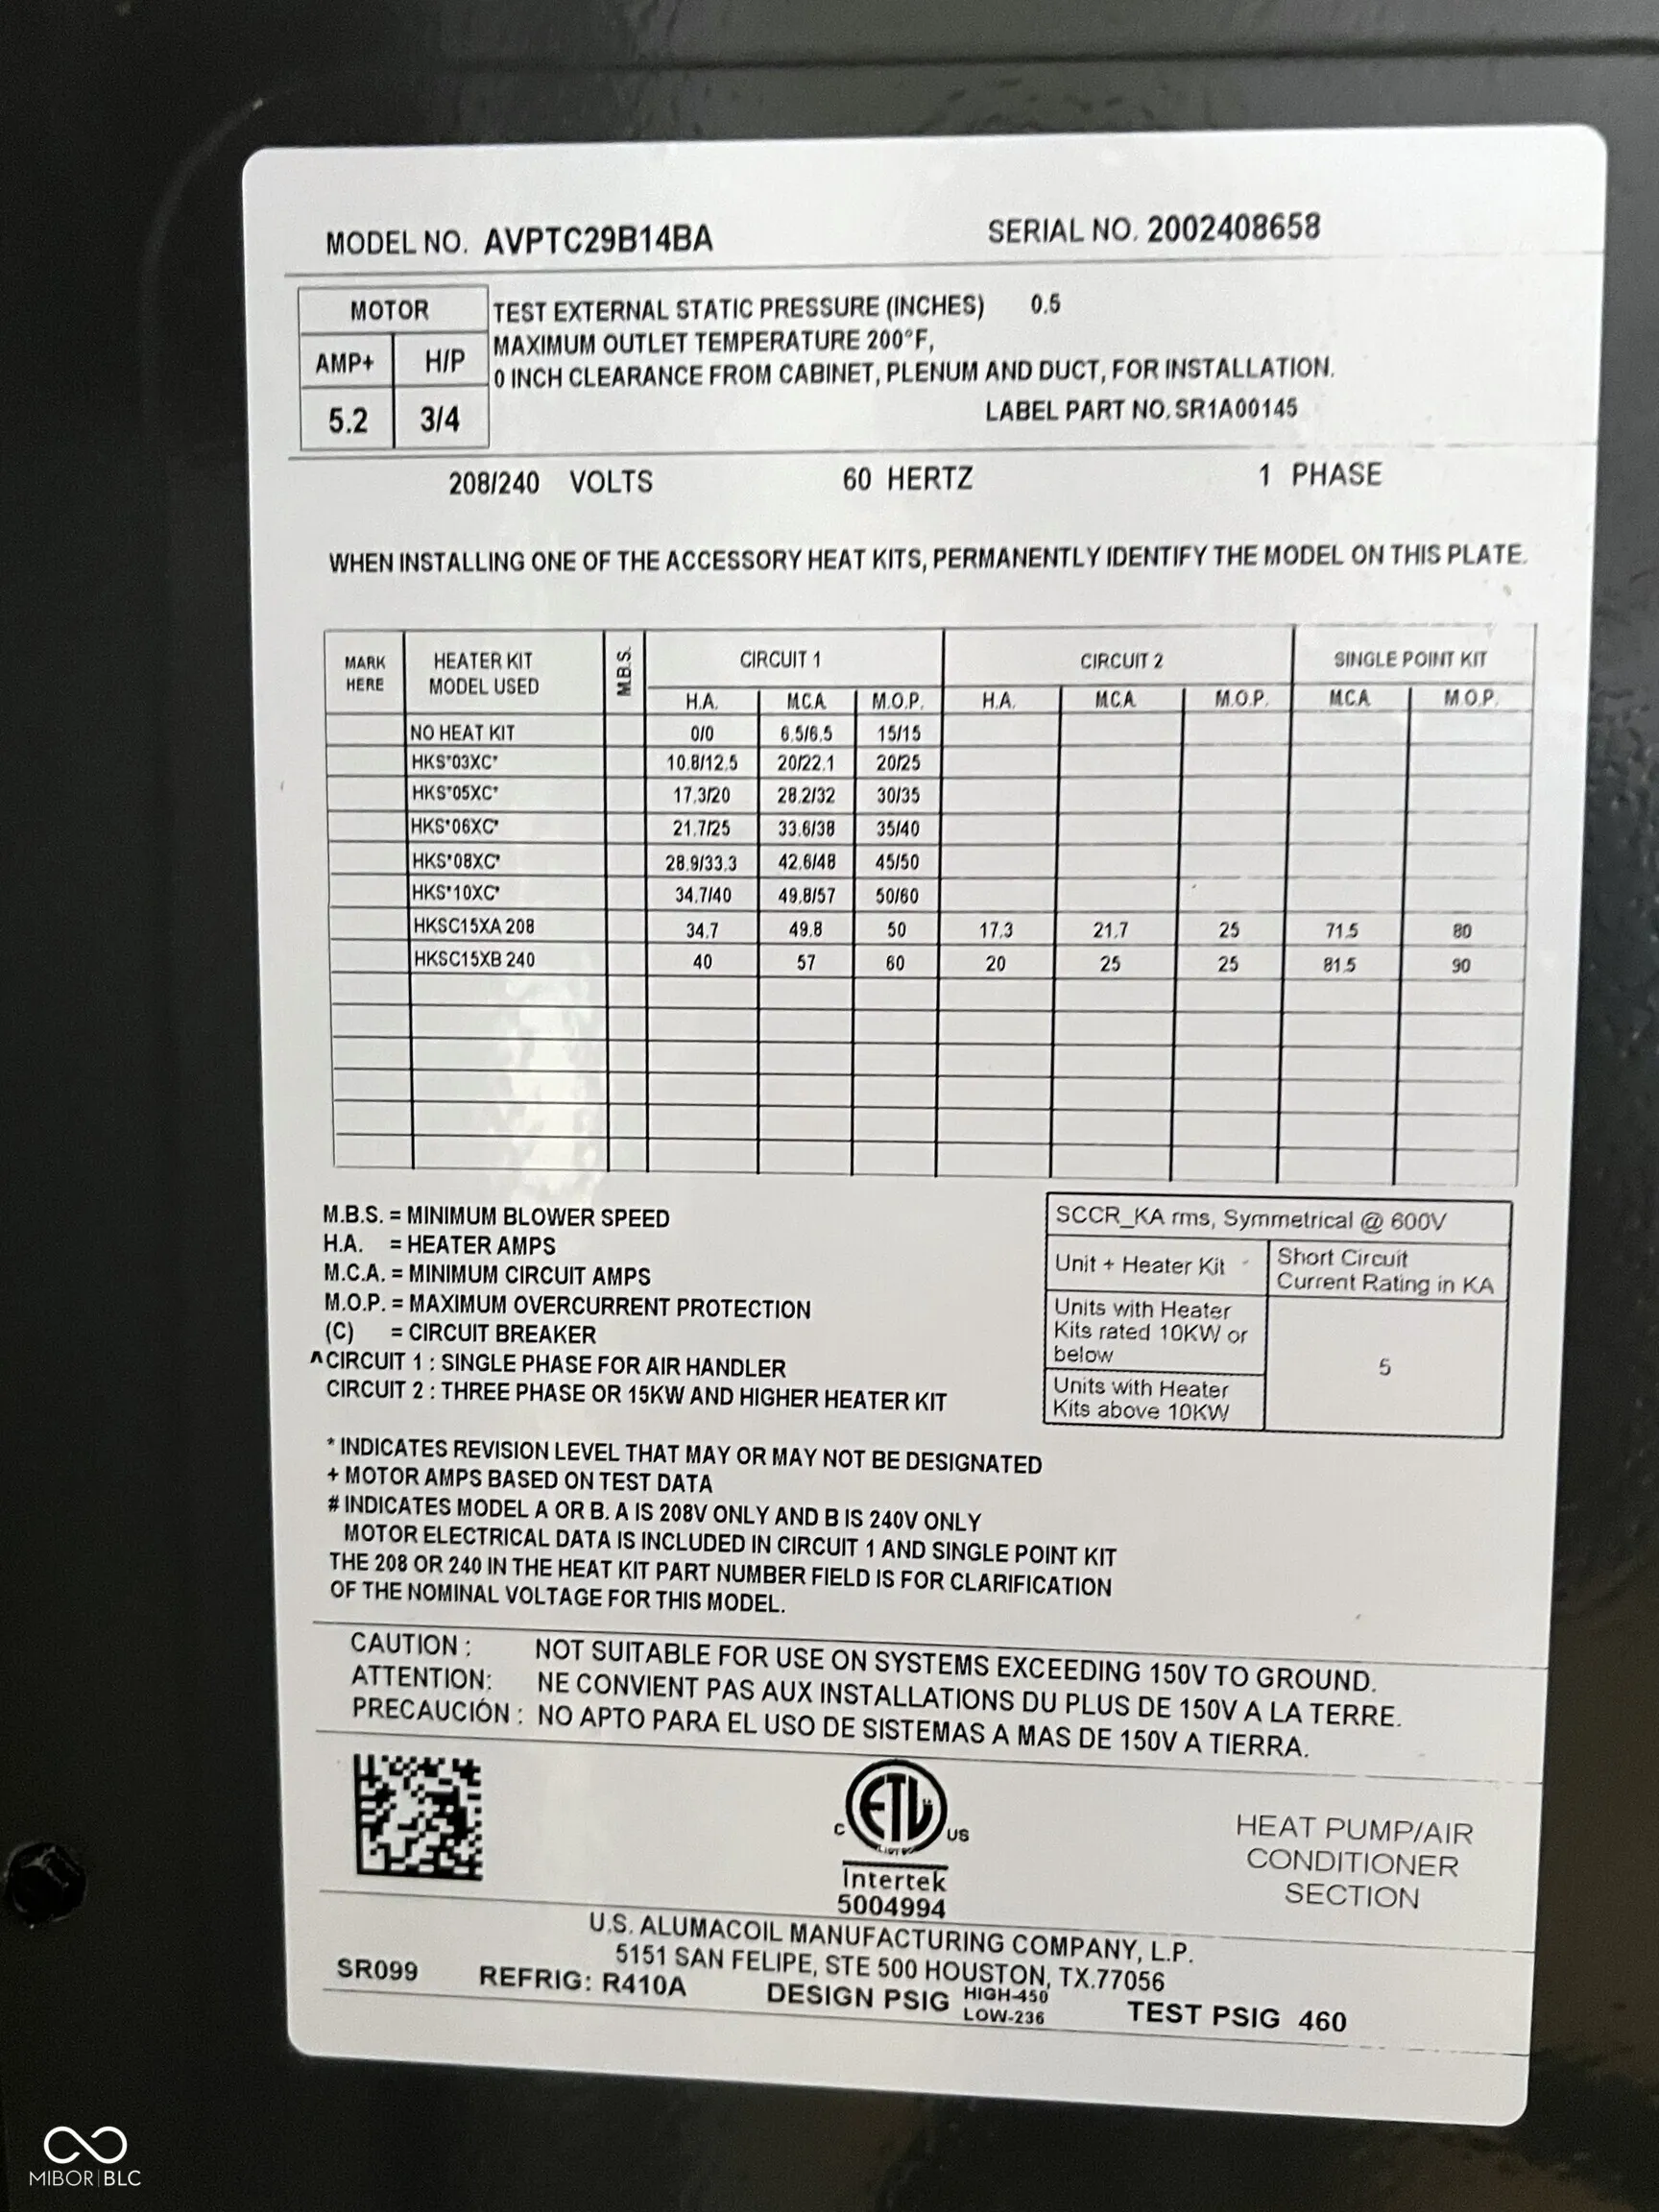 MODEL NO. AVPTC29B14BA SERIAL NO. 2002408658
MOTOR
AMP+ H/P
5.2 3/4
TEST EXTERNAL STATIC PRESSURE (INCHES) 0.5
MAXIMUM OUTLET TEMPERATURE 200°F,
0 INCH CLEARANCE FROM CABINET, PLENUM AND DUCT, FOR INSTALLATION.
LABEL PART NO. SR1A00145
208/240 VOLTS 60 HERTZ 1 PHASE
WHEN INSTALLING ONE OF THE ACCESSORY HEAT KITS, PERMANENTLY IDENTIFY THE MODEL ON THIS PLATE.
MARK HERE HEATER KIT MODEL USED M.B.S. CIRCUIT 1 CIRCUIT 2 SINGLE POINT KIT
H.A. M.C.A. M.O.P. H.A. M.C.A. M.O.P. M.C.A. M.O.P.
NO HEAT KIT 0/0 6.5/6.5 15/15
HKS*03XC* 10.8/12.5 20/22.1 20/25
HKS*05XC* 17.3/20 28.2/32 30/35
HKS*06XC* 21.7/25 33.6/38 35/40
HKS*08XC* 28.9/33.3 42.6/48 45/50
HKS*10XC* 34.7/40 49.8/57 50/60
HKSC15XA 208 34.7 49.8 50 17.3 21.7 25 71.5 80
HKSC15XB 240 40 57 60 20 25 25 81.5 90
M.B.S. = MINIMUM BLOWER SPEED
H.A. = HEATER AMPS
M.C.A. = MINIMUM CIRCUIT AMPS
M.O.P. = MAXIMUM OVERCURRENT PROTECTION
(C) = CIRCUIT BREAKER
^CIRCUIT 1 : SINGLE PHASE FOR AIR HANDLER
CIRCUIT 2 : THREE PHASE OR 15KW AND HIGHER HEATER KIT
SCCR_KA rms, Symmetrical @ 600V
Unit + Heater Kit
Short Circuit
Current Rating in KA
Units with Heater
Kits rated 10KW or
below
5
Units with Heater
Kits above 10KW
* INDICATES REVISION LEVEL THAT MAY OR MAY NOT BE DESIGNATED
+ MOTOR AMPS BASED ON TEST DATA
# INDICATES MODEL A OR B. A IS 208V ONLY AND B IS 240V ONLY
MOTOR ELECTRICAL DATA IS INCLUDED IN CIRCUIT 1 AND SINGLE POINT KIT
THE 208 OR 240 IN THE HEAT KIT PART NUMBER FIELD IS FOR CLARIFICATION
OF THE NOMINAL VOLTAGE FOR THIS MODEL.
CAUTION : NOT SUITABLE FOR USE ON SYSTEMS EXCEEDING 150V TO GROUND.
ATTENTION: NE CONVIENT PAS AUX INSTALLATIONS DU PLUS DE 150V A LA TERRE.
PRECAUCIÓN : NO APTO PARA EL USO DE SISTEMAS A MAS DE 150V A TIERRA.
C ETL US
LISTED
Intertek
5004994
HEAT PUMP/AIR
CONDITIONER
SECTION
U.S. ALUMACOIL MANUFACTURING COMPANY, L.P.
5151 SAN FELIPE, STE 500 HOUSTON, TX.77056
SR099 REFRIG: R410A DESIGN PSIG HIGH-450 LOW-236 TEST PSIG 460
MIBOR|BLC